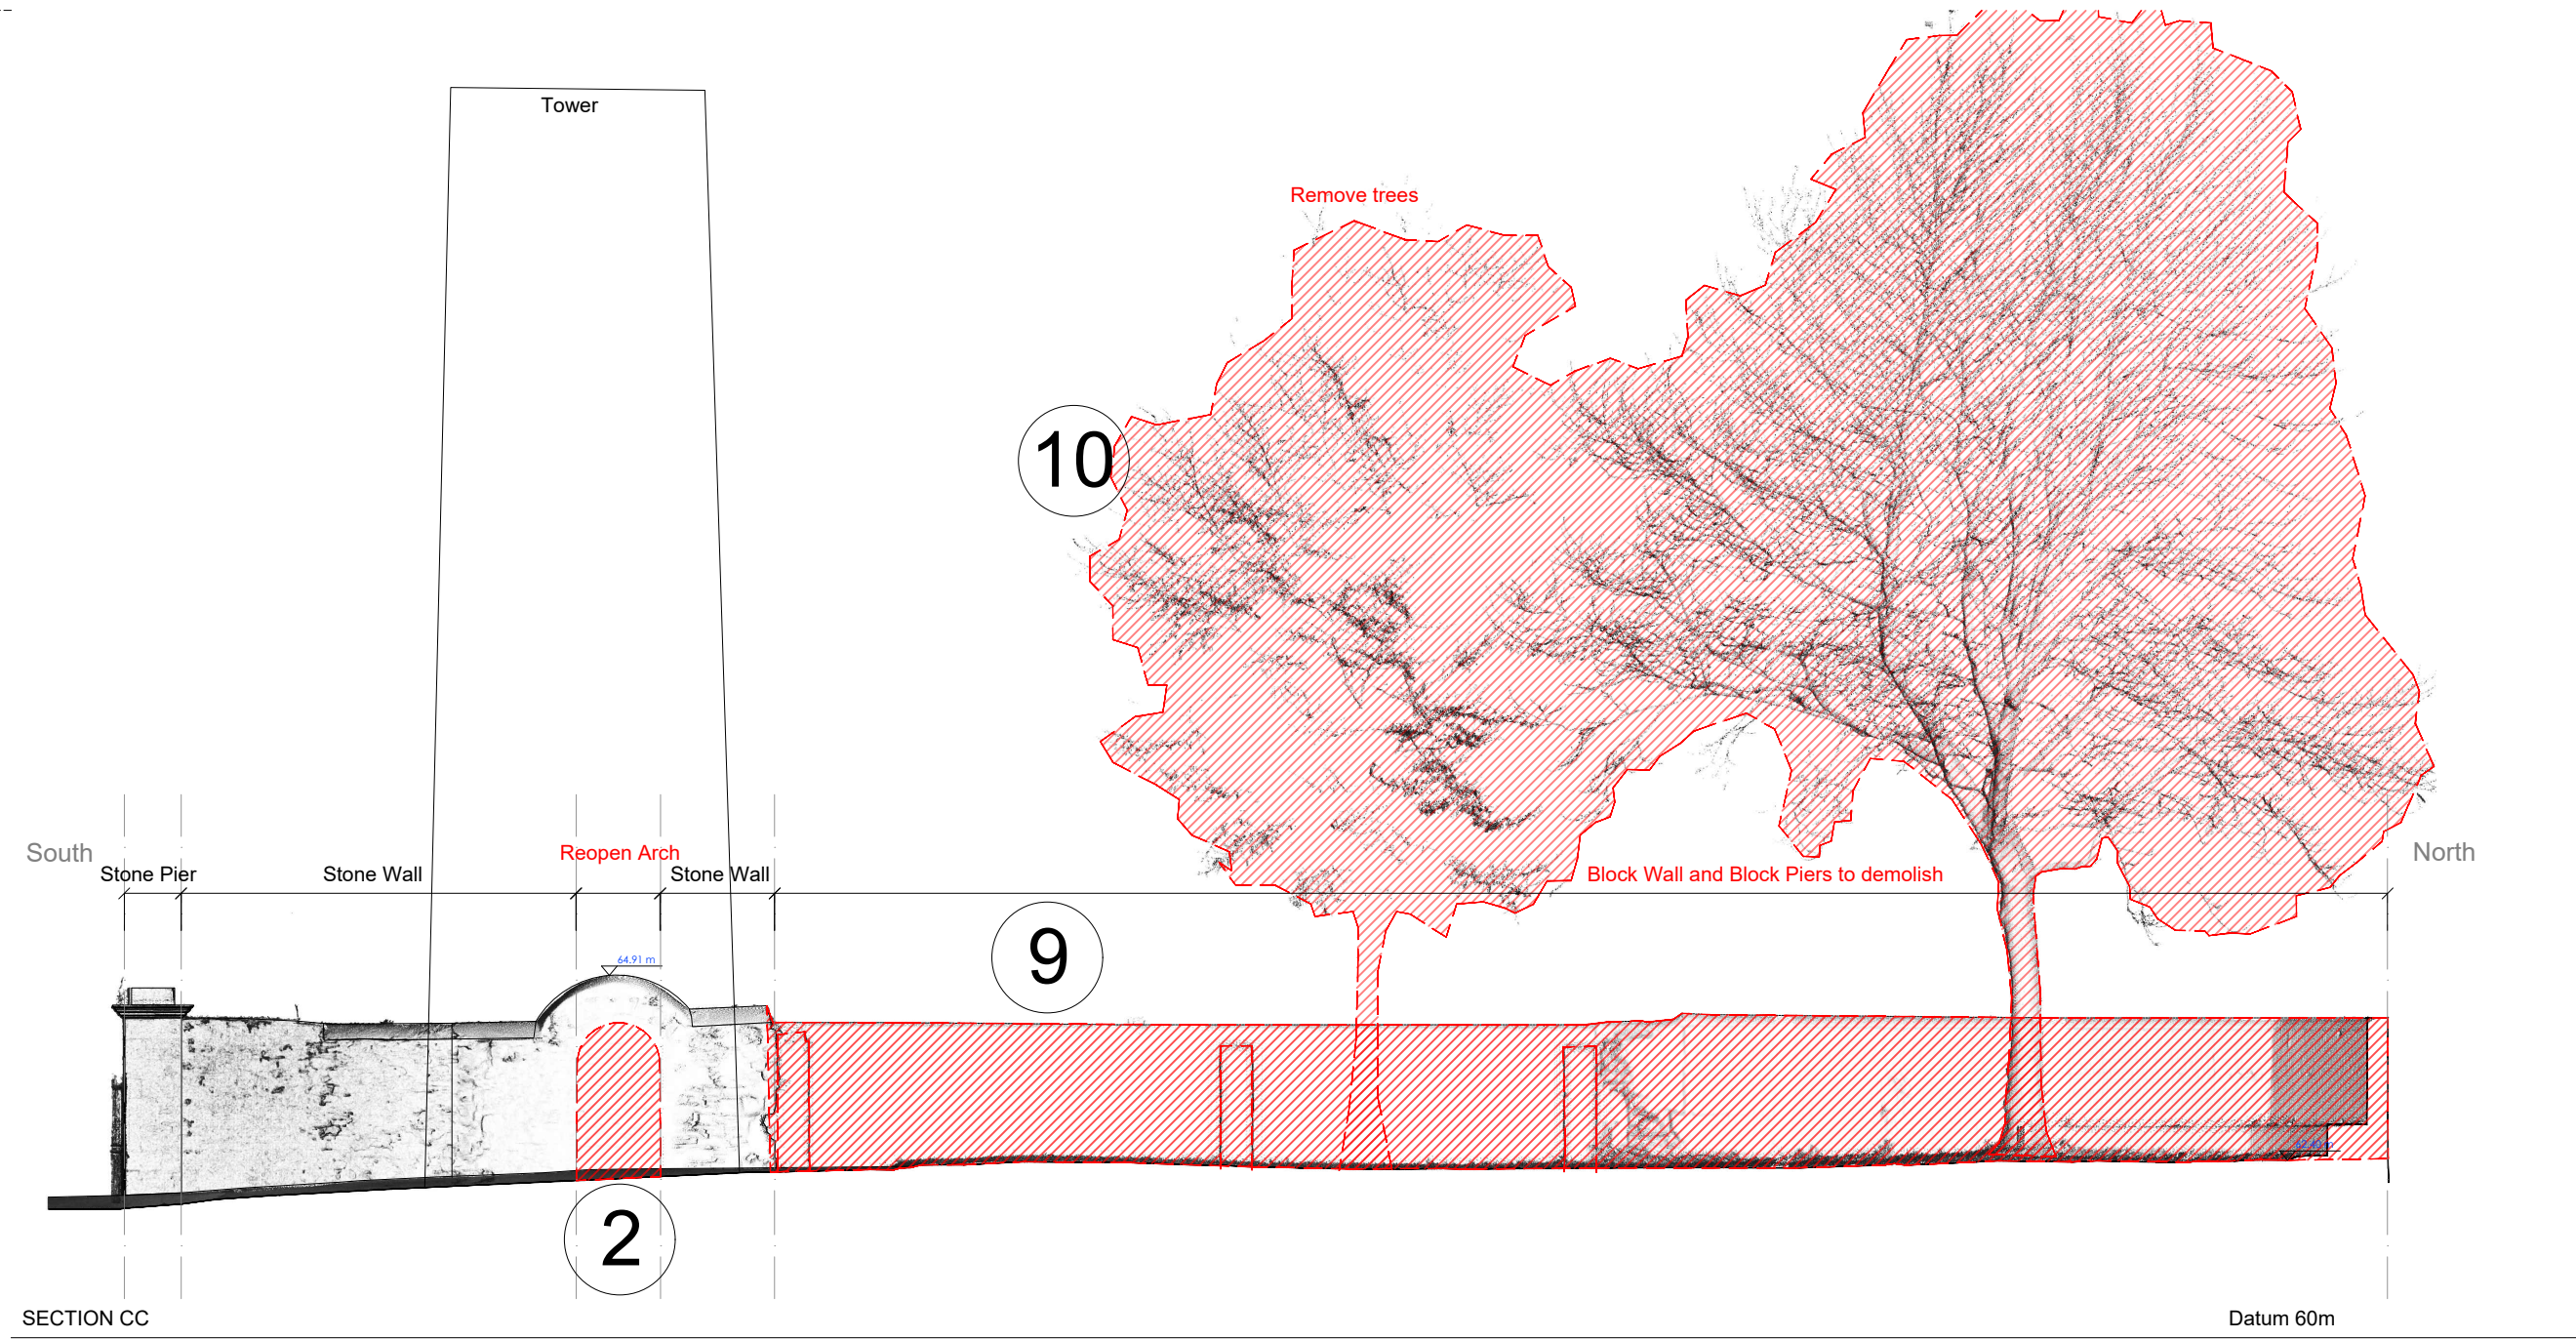 Tower
Remove trees
10
South
Reopen Arch
North
Stone Pier
Stone Wall
Stone Wall
Block Wall and Block Piers to demolish
9
64.91 m
2
SECTION CC
Datum 60m